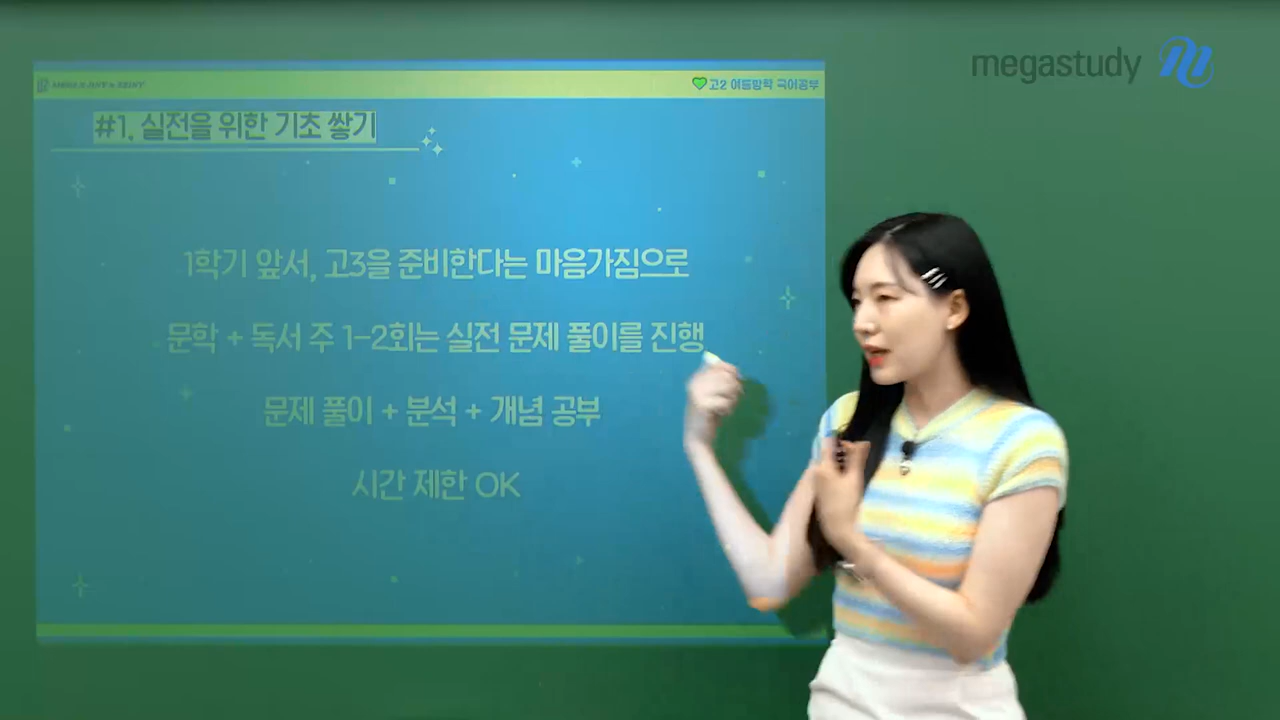 megastudy
고2 여름방학 국어공부
#1. 실전을 위한 기초 쌓기
1학기 앞서, 고3을 준비한다는 마음가짐으로
문학 + 독서 주 1-2회는 실전 문제 풀이를 진행
문제 풀이 + 분석 + 개념 공부
시간 제한 OK